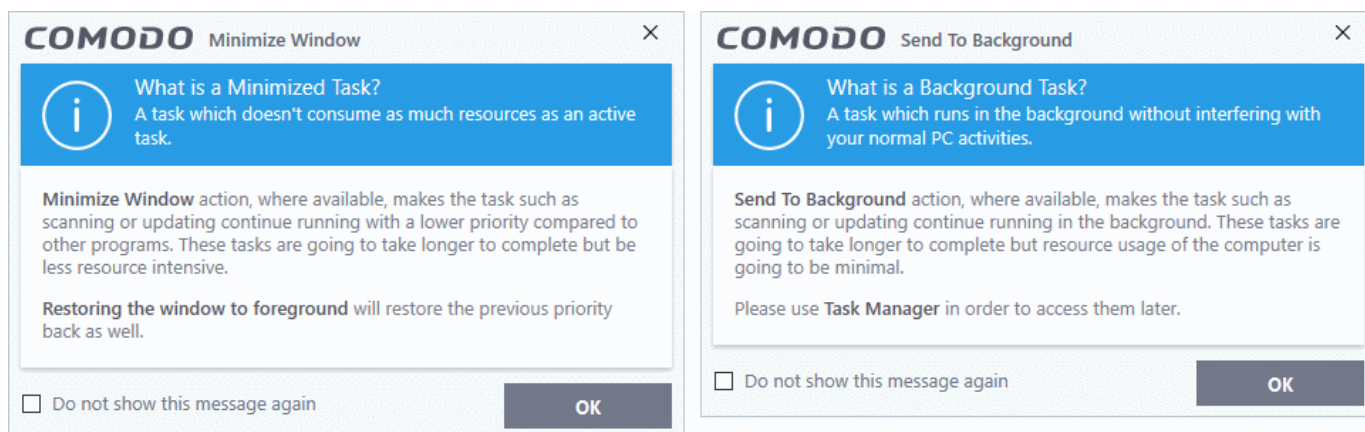 COMODO Minimize Window
What is a Minimized Task?
A task which doesn't consume as much resources as an active
task.
Minimize Window action, where available, makes the task such as
scanning or updating continue running with a lower priority compared to
other programs. These tasks are going to take longer to complete but be
less resource intensive.
Restoring the window to foreground will restore the previous priority
back as well.
Do not show this message again
OK
COMODO Send To Background
What is a Background Task?
A task which runs in the background without interfering with
your normal PC activities.
Send To Background action, where available, makes the task such as
scanning or updating continue running in the background. These tasks are
going to take longer to complete but resource usage of the computer is
going to be minimal.
Please use Task Manager in order to access them later.
Do not show this message again
OK